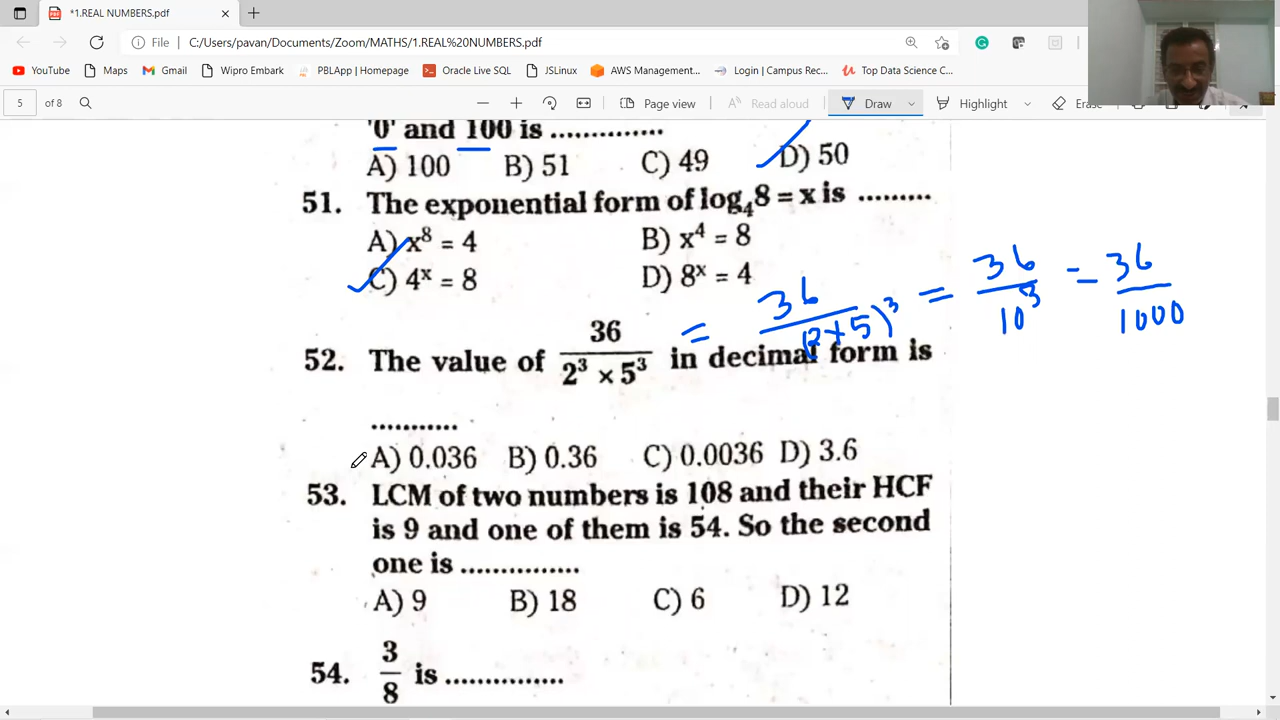 *1.REAL NUMBERS.pdf
File C:/Users/pavan/Documents/Zoom/MATHS/1.REAL%20NUMBERS.pdf
YouTube Maps Gmail Wipro Embark PBLApp | Homepage Oracle Live SQL JSLinux AWS Management... Login | Campus Rec... Top Data Science C...
5 of 8 Page view Read aloud Draw Highlight Erase
'0' and 100 is ..............
A) 100 B) 51 C) 49 D) 50
51. The exponential form of log₄8 = x is .........
A) x⁸ = 4 B) x⁴ = 8
C) 4ˣ = 8 D) 8ˣ = 4
= 36/(2×5)³ = 36/10³ = 36/1000
52. The value of 36/(2³ × 5³) in decimal form is
...........
A) 0.036 B) 0.36 C) 0.0036 D) 3.6
53. LCM of two numbers is 108 and their HCF
is 9 and one of them is 54. So the second
one is ...............
A) 9 B) 18 C) 6 D) 12
54. 3/8 is ...............